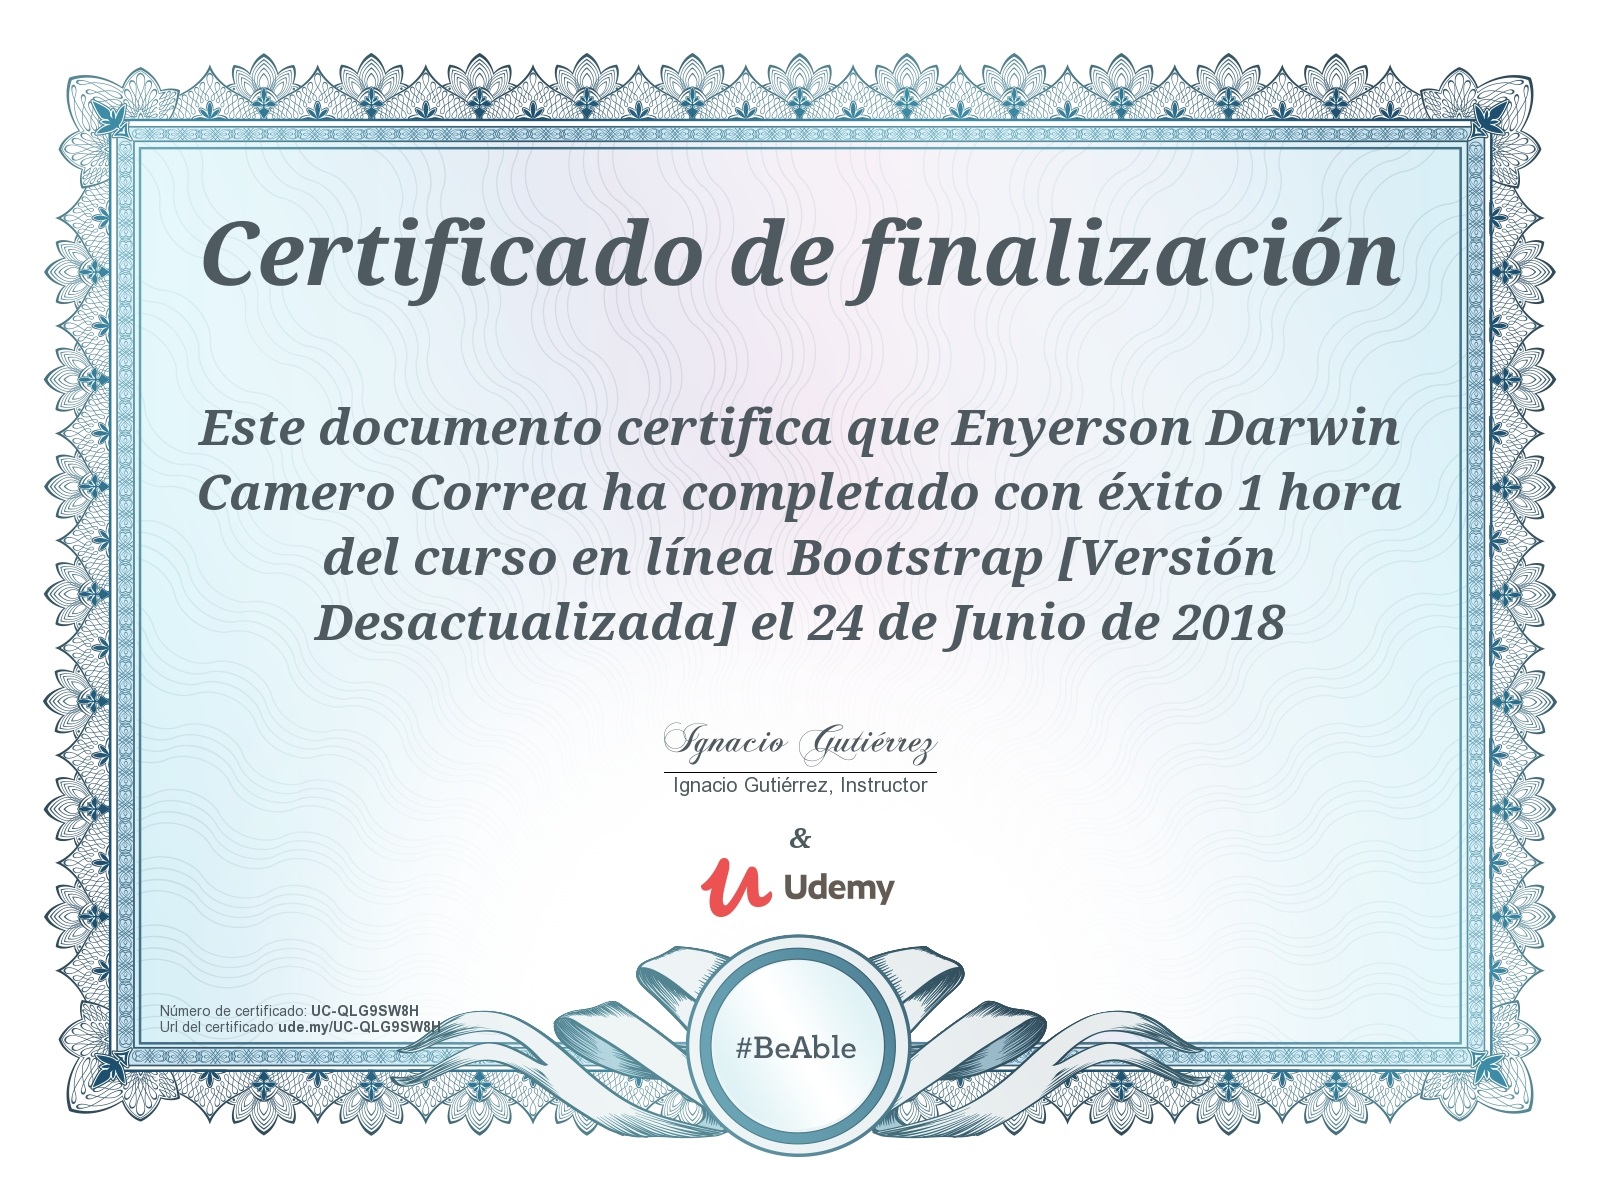 Certificado de finalización
Este documento certifica que Enyerson Darwin
Camero Correa ha completado con éxito 1 hora
del curso en línea Bootstrap [Versión
Desactualizada] el 24 de Junio de 2018
Ignacio Gutiérrez
Ignacio Gutiérrez, Instructor
&
Udemy
Número de certificado: UC-QLG9SW8H
Url del certificado ude.my/UC-QLG9SW8H
#BeAble